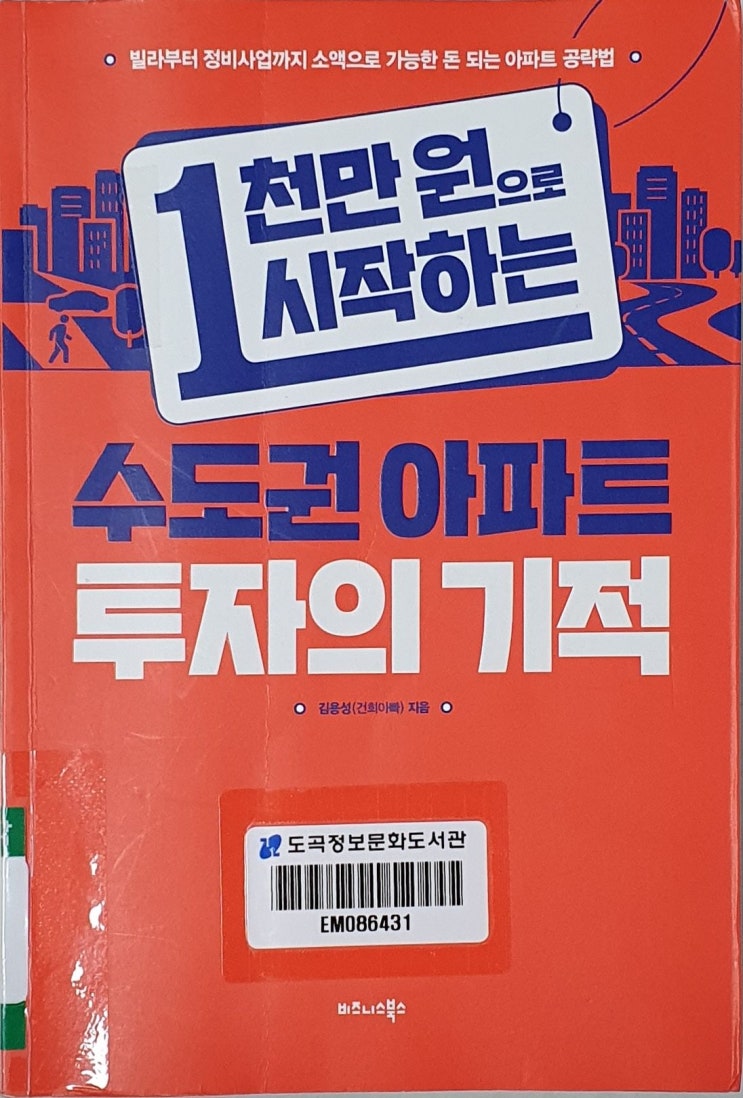 빌라부터 정비사업까지 소액으로 가능한 돈 되는 아파트 공략법
1천만 원으로
시작하는
수도권 아파트
투자의 기적
김용성(건희아빠) 지음
도곡정보문화도서관
EM086431
비즈니스북스